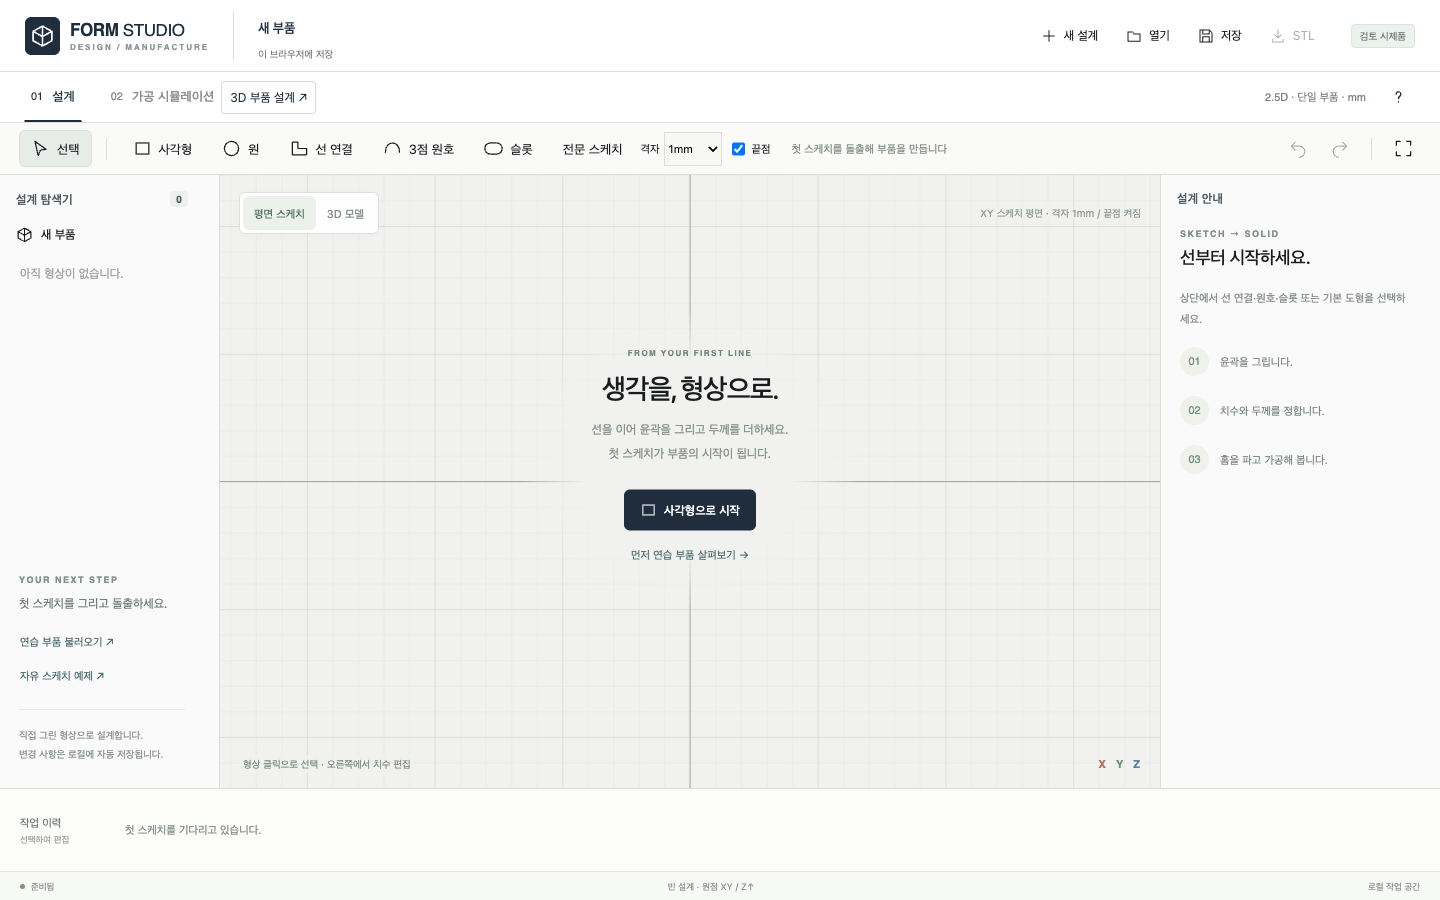 FORM STUDIO
DESIGN / MANUFACTURE
새 부품
이 브라우저에 저장
새 설계
열기
저장
STL
검토 시제품
01 설계
02 가공 시뮬레이션
3D 부품 설계 ↗
2.5D · 단일 부품 · mm
?
선택
사각형
원
선 연결
3점 원호
슬롯
전문 스케치
격자
1mm
끝점
첫 스케치를 돌출해 부품을 만듭니다
설계 탐색기
0
새 부품
아직 형상이 없습니다.
YOUR NEXT STEP
첫 스케치를 그리고 돌출하세요.
연습 부품 불러오기 ↗
자유 스케치 예제 ↗
직접 그린 형상으로 설계합니다.
변경 사항은 로컬에 자동 저장됩니다.
평면 스케치
3D 모델
XY 스케치 평면 · 격자 1mm / 끝점 켜짐
FROM YOUR FIRST LINE
생각을, 형상으로.
선을 이어 윤곽을 그리고 두께를 더하세요.
첫 스케치가 부품의 시작이 됩니다.
사각형으로 시작
먼저 연습 부품 살펴보기 →
형상 클릭으로 선택 · 오른쪽에서 치수 편집
X Y Z
설계 안내
SKETCH → SOLID
선부터 시작하세요.
상단에서 선 연결·원호·슬롯 또는 기본 도형을 선택하
세요.
01 윤곽을 그립니다.
02 치수와 두께를 정합니다.
03 홈을 파고 가공해 봅니다.
작업 이력
선택하여 편집
첫 스케치를 기다리고 있습니다.
준비됨
빈 설계 · 원점 XY / Z↑
로컬 작업 공간